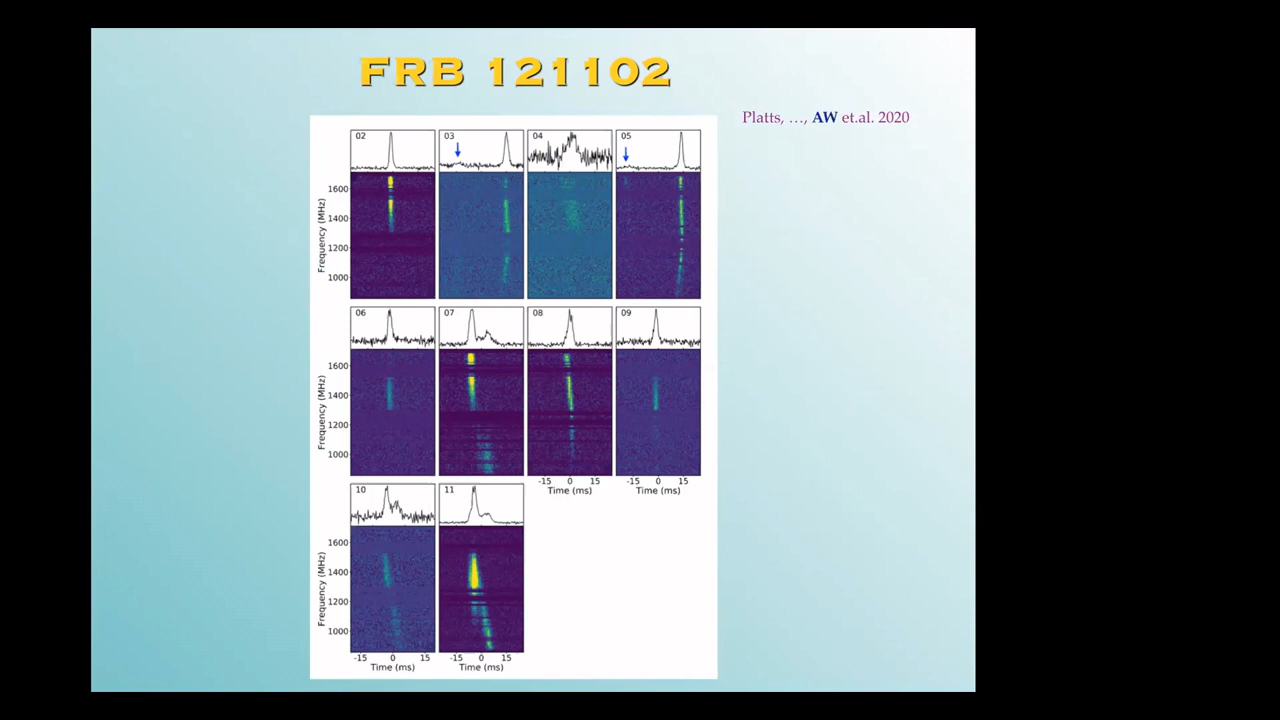 FRB 121102
Platts, …, AW et.al. 2020
02 03 04 05
1600
1400
1200
1000
Frequency (MHz)
06 07 08 09
1600
1400
1200
1000
Frequency (MHz)
-15 0 15 -15 0 15
Time (ms) Time (ms)
10 11
1600
1400
1200
1000
Frequency (MHz)
-15 0 15 -15 0 15
Time (ms) Time (ms)